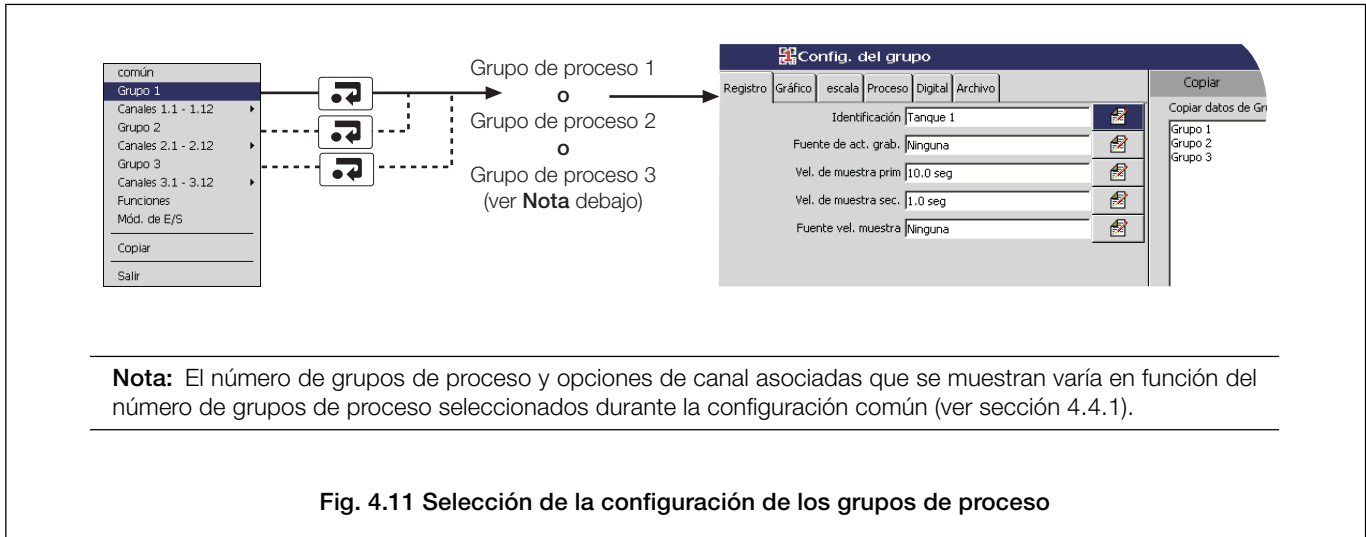 común
Grupo 1
Canales 1.1 - 1.12
Grupo 2
Canales 2.1 - 2.12
Grupo 3
Canales 3.1 - 3.12
Funciones
Mód. de E/S
Copiar
Salir
Grupo de proceso 1
o
Grupo de proceso 2
o
Grupo de proceso 3
(ver Nota debajo)
Config. del grupo
Registro Gráfico escala Proceso Digital Archivo
Identificación Tanque 1
Fuente de act. grab. Ninguna
Vel. de muestra prim 10.0 seg
Vel. de muestra sec. 1.0 seg
Fuente vel. muestra Ninguna
Copiar
Copiar datos de Gru
Grupo 1
Grupo 2
Grupo 3
Nota: El número de grupos de proceso y opciones de canal asociadas que se muestran varía en función del
número de grupos de proceso seleccionados durante la configuración común (ver sección 4.4.1).
Fig. 4.11 Selección de la configuración de los grupos de proceso